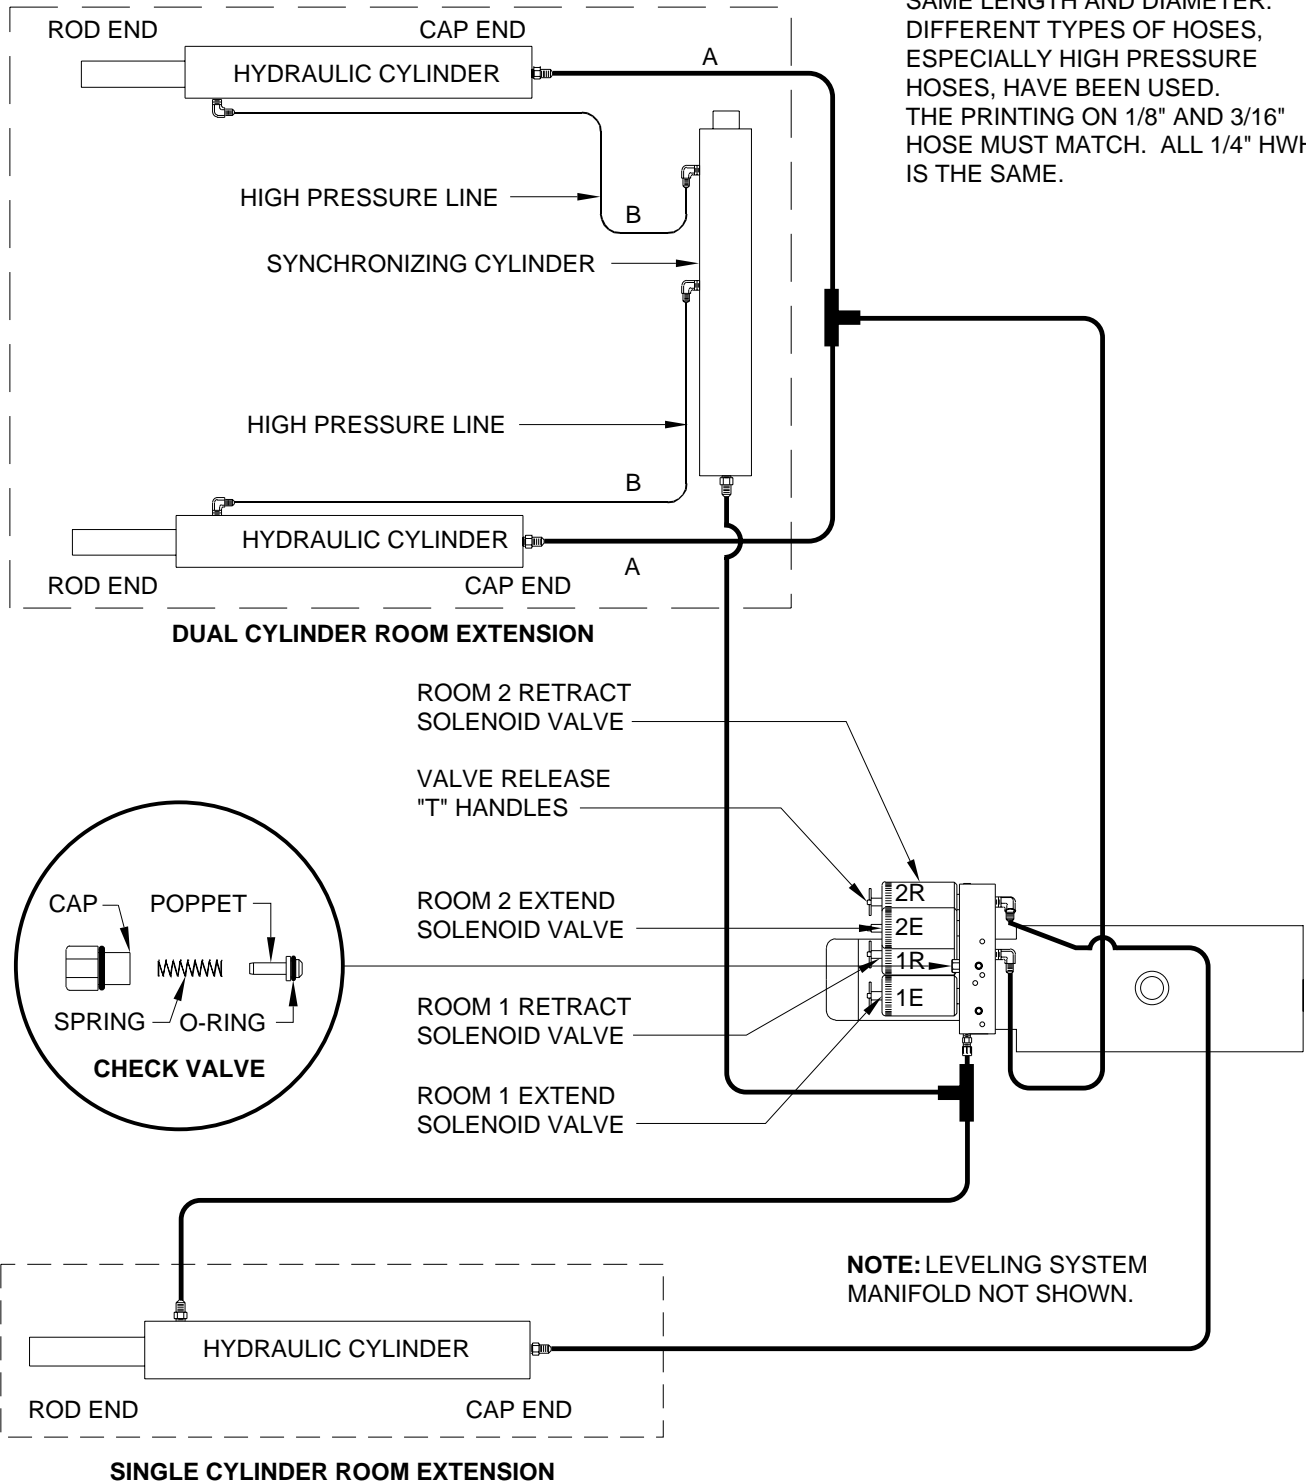 SAME LENGTH AND DIAMETER.
DIFFERENT TYPES OF HOSES,
ESPECIALLY HIGH PRESSURE
HOSES, HAVE BEEN USED.
THE PRINTING ON 1/8" AND 3/16"
HOSE MUST MATCH. ALL 1/4" HWH
IS THE SAME.
ROD END
CAP END
HYDRAULIC CYLINDER
A
HIGH PRESSURE LINE
B
SYNCHRONIZING CYLINDER
HIGH PRESSURE LINE
B
HYDRAULIC CYLINDER
A
ROD END
CAP END
DUAL CYLINDER ROOM EXTENSION
ROOM 2 RETRACT
SOLENOID VALVE
VALVE RELEASE
"T" HANDLES
ROOM 2 EXTEND
SOLENOID VALVE
ROOM 1 RETRACT
SOLENOID VALVE
ROOM 1 EXTEND
SOLENOID VALVE
2R
2E
1R
1E
CAP
POPPET
SPRING
O-RING
CHECK VALVE
NOTE: LEVELING SYSTEM
MANIFOLD NOT SHOWN.
HYDRAULIC CYLINDER
ROD END
CAP END
SINGLE CYLINDER ROOM EXTENSION